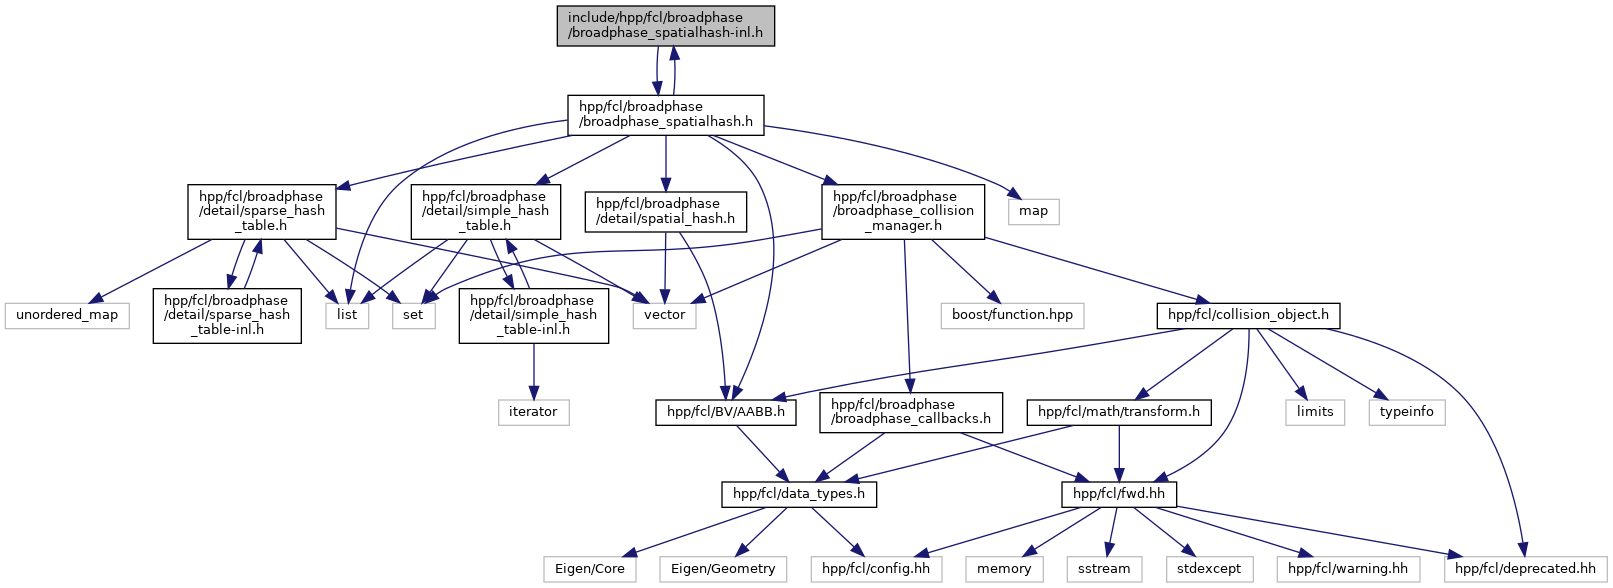 include/hpp/fcl/broadphase
/broadphase_spatialhash-inl.h
hpp/fcl/broadphase
/broadphase_spatialhash.h
hpp/fcl/broadphase
/detail/sparse_hash
_table.h
hpp/fcl/broadphase
/detail/simple_hash
_table.h
hpp/fcl/broadphase
/detail/spatial_hash.h
hpp/fcl/broadphase
/broadphase_collision
_manager.h
map
unordered_map
hpp/fcl/broadphase
/detail/sparse_hash
_table-inl.h
list
set
hpp/fcl/broadphase
/detail/simple_hash
_table-inl.h
vector
boost/function.hpp
hpp/fcl/collision_object.h
iterator
hpp/fcl/BV/AABB.h
hpp/fcl/broadphase
/broadphase_callbacks.h
hpp/fcl/math/transform.h
limits
typeinfo
hpp/fcl/data_types.h
hpp/fcl/fwd.hh
Eigen/Core
Eigen/Geometry
hpp/fcl/config.hh
memory
sstream
stdexcept
hpp/fcl/warning.hh
hpp/fcl/deprecated.hh